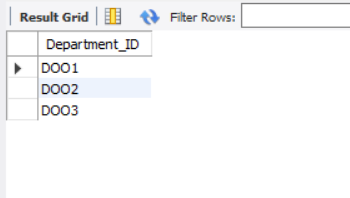 Result Grid Filter Rows:
Department_ID
DOO1
DOO2
DOO3